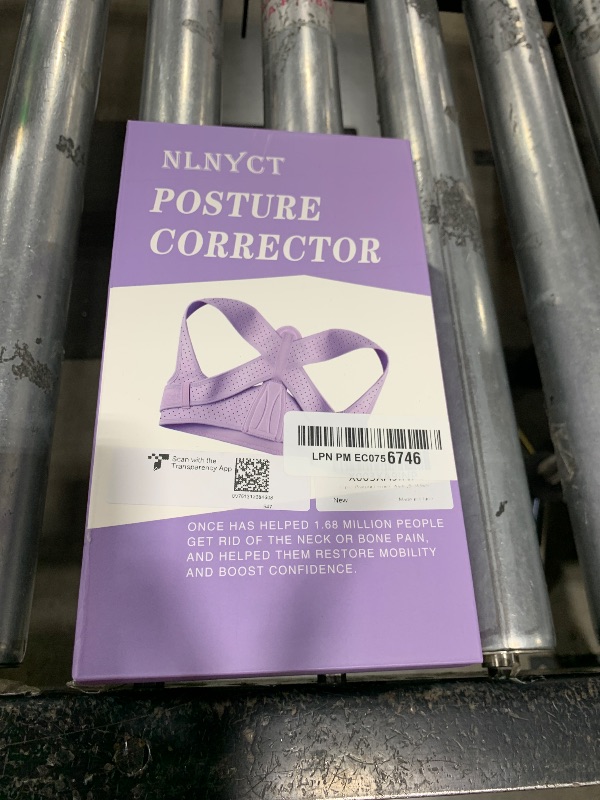 NLNYCT
POSTURE
CORRECTOR
LPN PM EC0756746
Scan with the
Transparency App
New
ONCE HAS HELPED 1.68 MILLION PEOPLE
GET RID OF THE NECK OR BONE PAIN,
AND HELPED THEM RESTORE MOBILITY
AND BOOST CONFIDENCE.